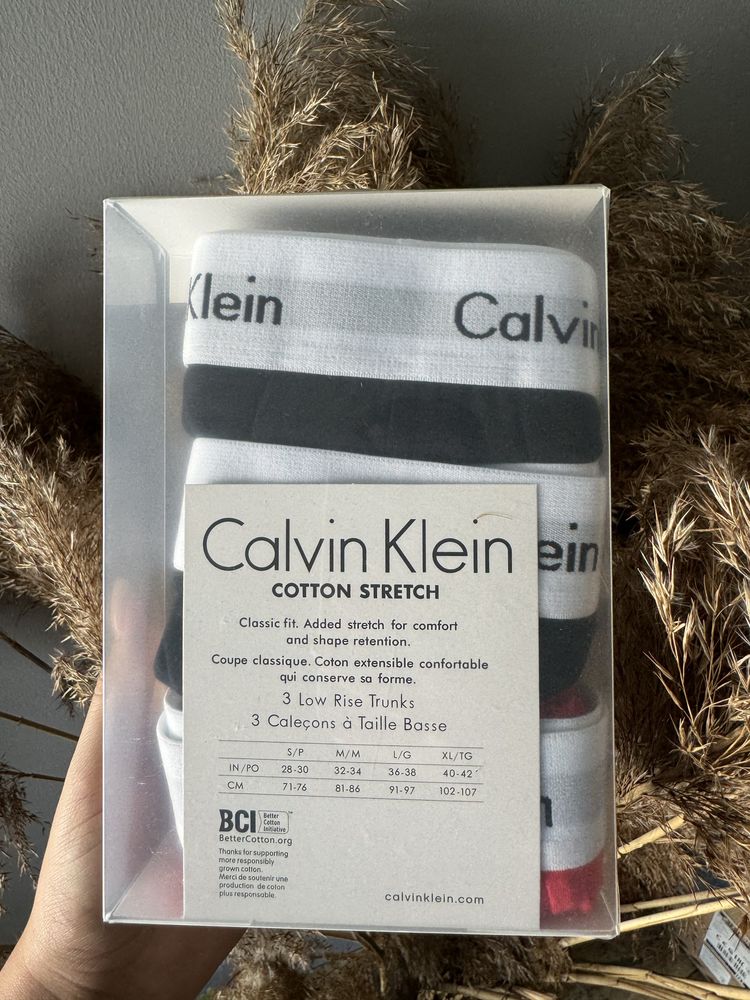 Klein
Calvin
ein
Calvin Klein
COTTON STRETCH
Classic fit. Added stretch for comfort
and shape retention.
Coupe classique. Coton extensible confortable
qui conserve sa forme.
3 Low Rise Trunks
3 Caleçons à Taille Basse
S/P M/M L/G XL/TG
IN/PO 28-30 32-34 36-38 40-42
CM 71-76 81-86 91-97 102-107
n
BCI Better
Cotton
Initiative
BetterCotton.org
Thanks for supporting
more responsibly
grown cotton.
Merci de soutenir une
production de coton
plus responsable.
calvinklein.com